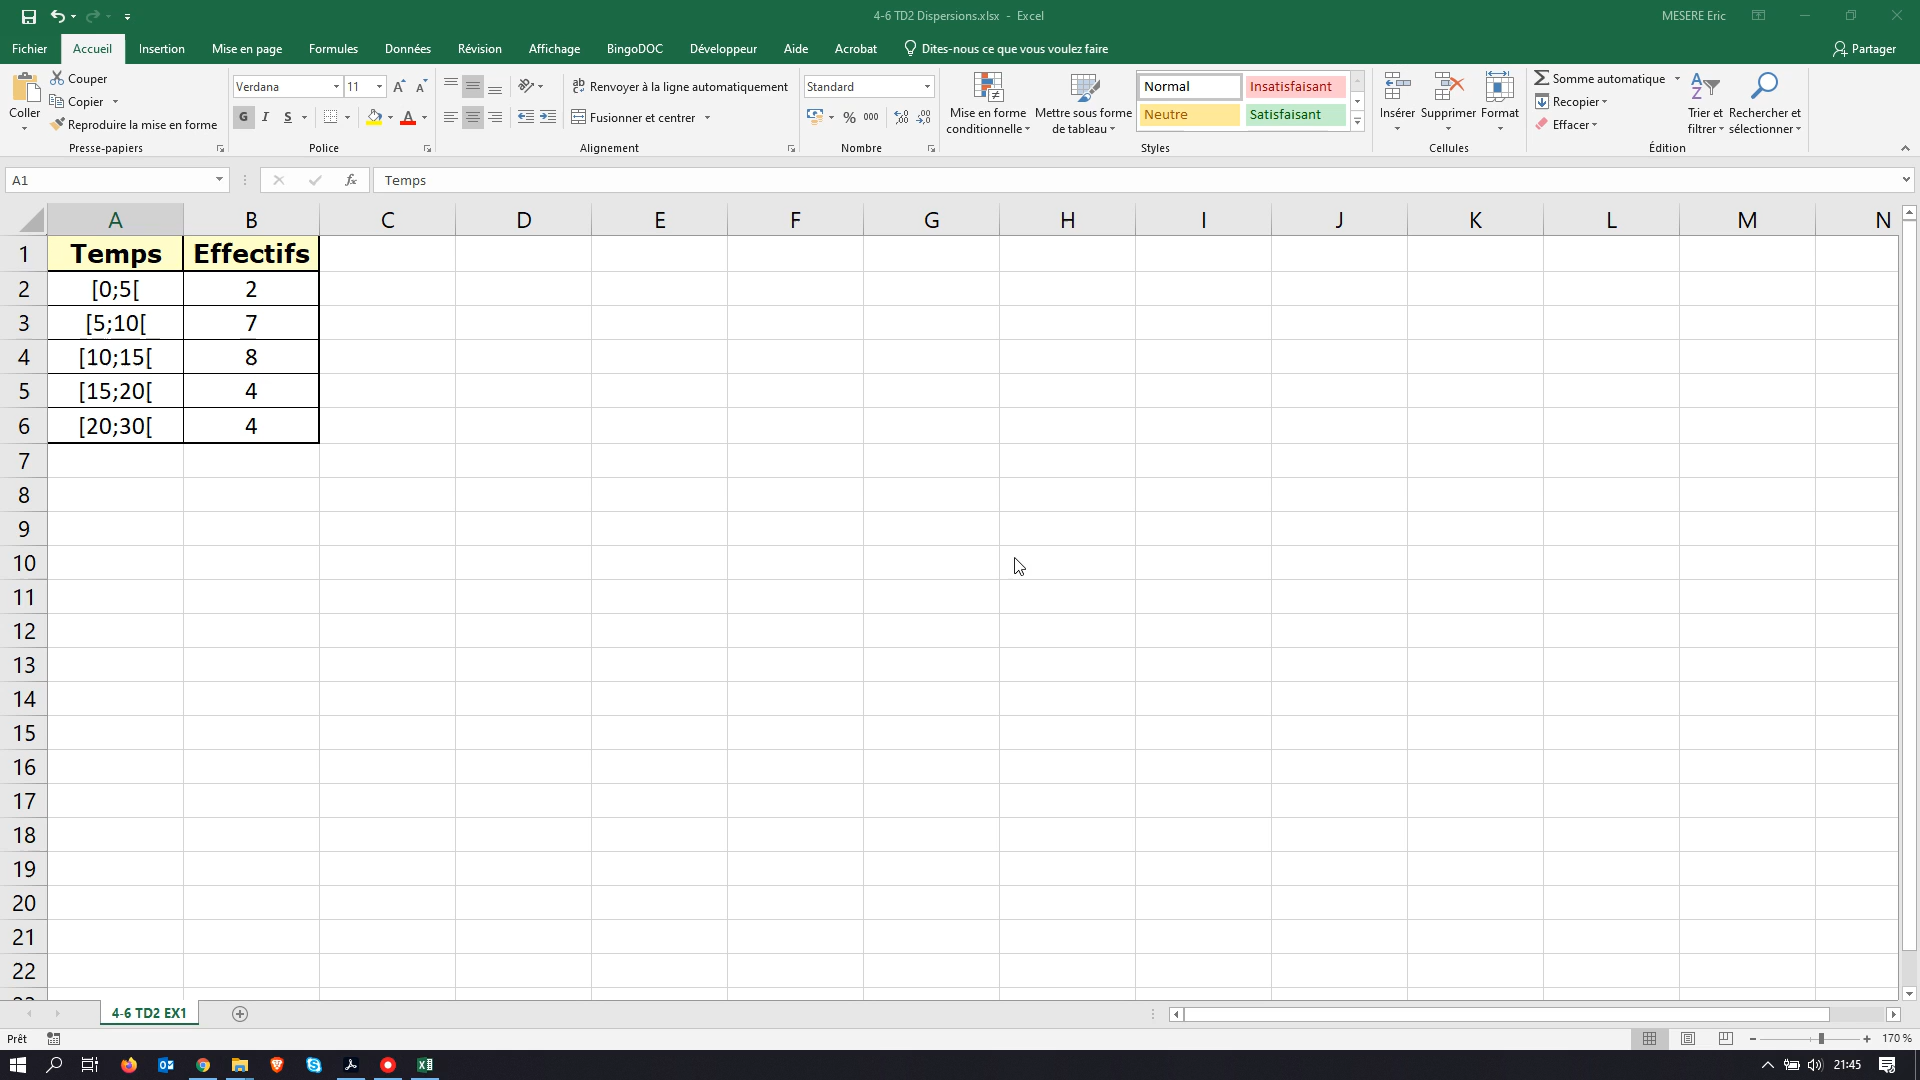 4-6 TD2 Dispersions.xlsx - Excel
MESERE Eric
Fichier Accueil Insertion Mise en page Formules Données Révision Affichage BingoDOC Développeur Aide Acrobat Dites-nous ce que vous voulez faire Partager
Coller
Couper
Copier
Reproduire la mise en forme
Presse-papiers
Verdana 11
G I S
Police
Renvoyer à la ligne automatiquement
Fusionner et centrer
Alignement
Standard
% 000
Nombre
Mise en forme conditionnelle
Mettre sous forme de tableau
Normal Insatisfaisant
Neutre Satisfaisant
Styles
Insérer Supprimer Format
Cellules
Somme automatique
Recopier
Effacer
Trier et filtrer
Rechercher et sélectionner
Édition
A1 fx Temps
A B C D E F G H I J K L M N
1 Temps Effectifs
2 [0;5[ 2
3 [5;10[ 7
4 [10;15[ 8
5 [15;20[ 4
6 [20;30[ 4
7
8
9
10
11
12
13
14
15
16
17
18
19
20
21
22
4-6 TD2 EX1
Prêt
170 %
21:45